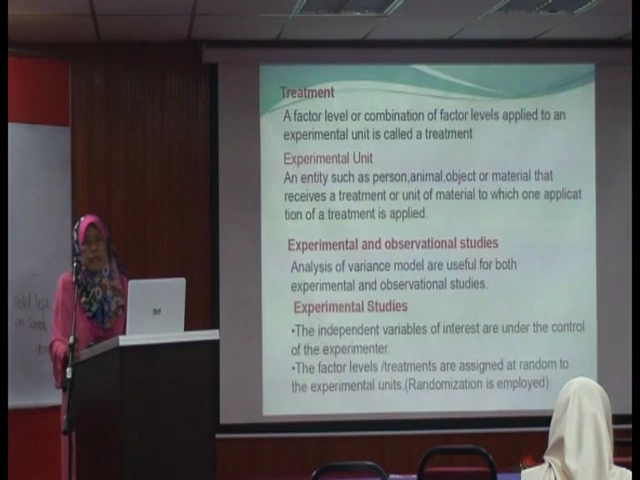 Treatment
A factor level or combination of factor levels applied to an
experimental unit is called a treatment
Experimental Unit
An entity such as person,animal,object or material that
receives a treatment or unit of material to which one applicat
tion of a treatment is applied.
Experimental and observational studies
Analysis of variance model are useful for both
experimental and observational studies.
Experimental Studies
•The independent variables of interest are under the control
of the experimenter.
•The factor levels /treatments are assigned at random to
the experimental units.(Randomization is employed)